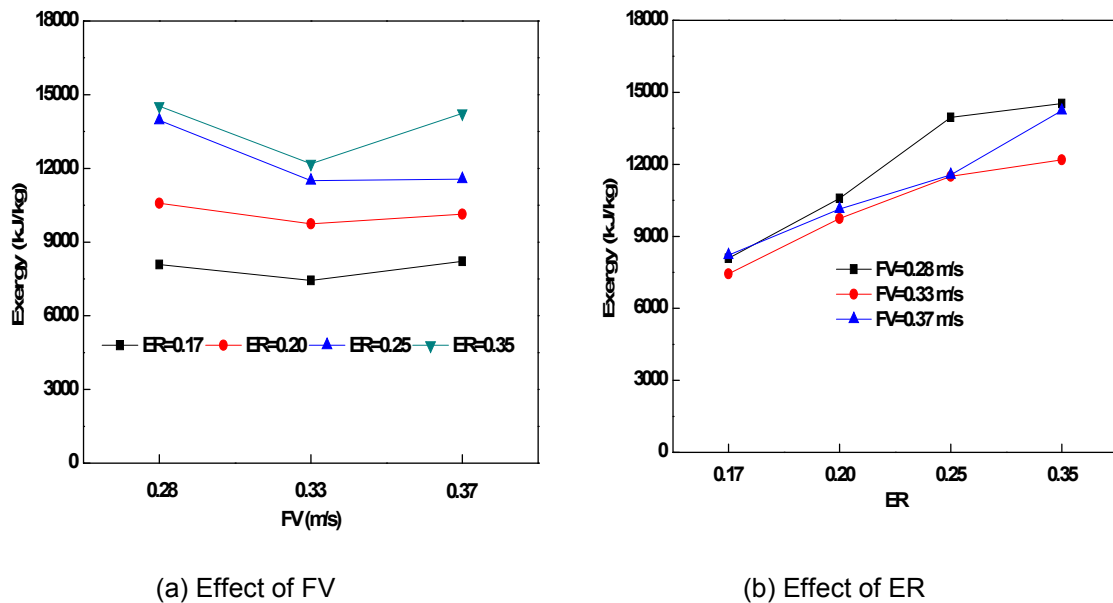 18000
15000
12000
9000
6000
3000
0
Exergy (kJ/kg)
ER=0.17 ER=0.20 ER=0.25 ER=0.35
0.28 0.33 0.37
FV (m/s)
(a) Effect of FV
18000
15000
12000
9000
6000
3000
0
Exergy (kJ/kg)
FV=0.28 m/s
FV=0.33 m/s
FV=0.37 m/s
0.17 0.20 0.25 0.35
ER
(b) Effect of ER